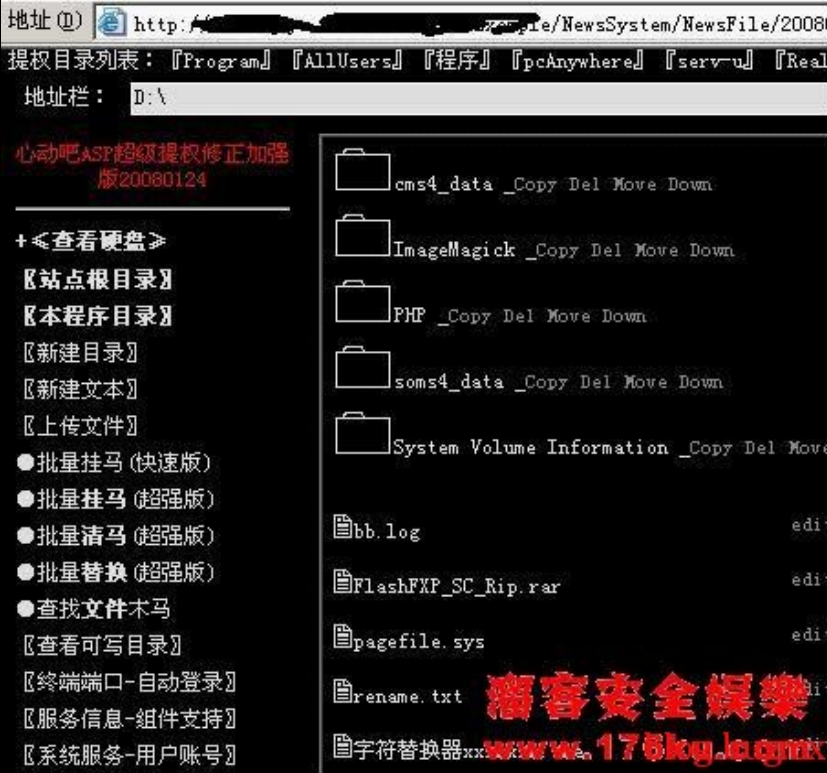 地址(D) http:/ le/NewsSystem/NewsFile/2008
提权目录列表：『Program』『AllUsers』『程序』『pcAnywhere』『serv-u』『Real
地址栏： D:\
心动吧ASP超级提权修正加强
版20080124
+≪查看硬盘≫
〖站点根目录〗
〖本程序目录〗
〖新建目录〗
〖新建文本〗
〖上传文件〗
●批量挂马(快速版)
●批量挂马(超强版)
●批量清马(超强版)
●批量替换(超强版)
●查找文件木马
〖查看可写目录〗
〖终端端口-自动登录〗
〖服务信息-组件支持〗
〖系统服务-用户账号〗
cms4_data _Copy Del Move Down
ImageMagick _Copy Del Move Down
PHP _Copy Del Move Down
soms4_data _Copy Del Move Down
System Volume Information _Copy Del Move
bb.log edi
FlashFXP_SC_Rip.rar edi
pagefile.sys edi
rename.txt
字符替换器xx
溜客安全娱樂